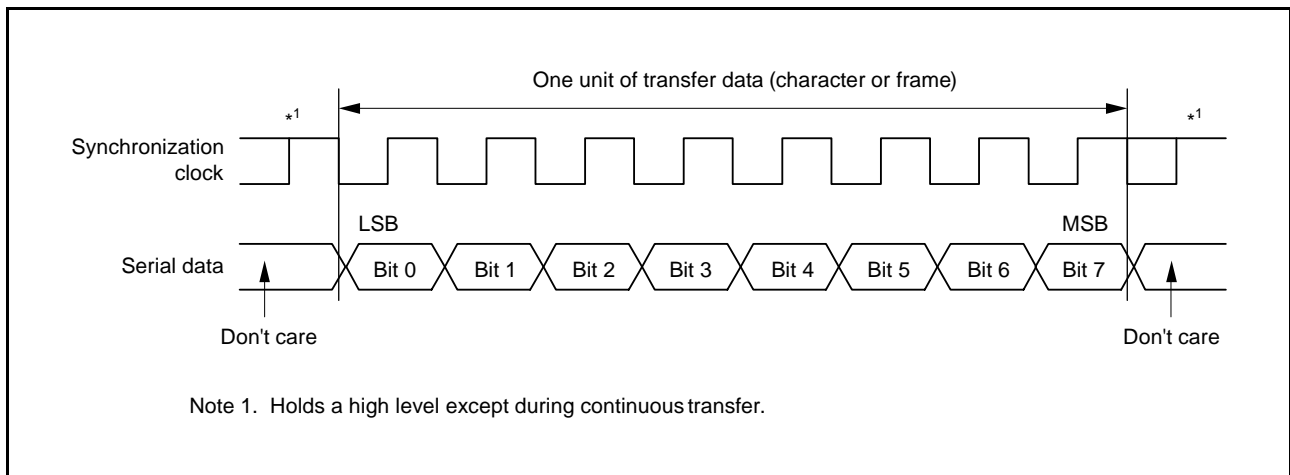 One unit of transfer data (character or frame)
*1
*1
Synchronization
clock
LSB
MSB
Serial data
Bit 0
Bit 1
Bit 2
Bit 3
Bit 4
Bit 5
Bit 6
Bit 7
Don't care
Don't care
Note 1. Holds a high level except during continuous transfer.